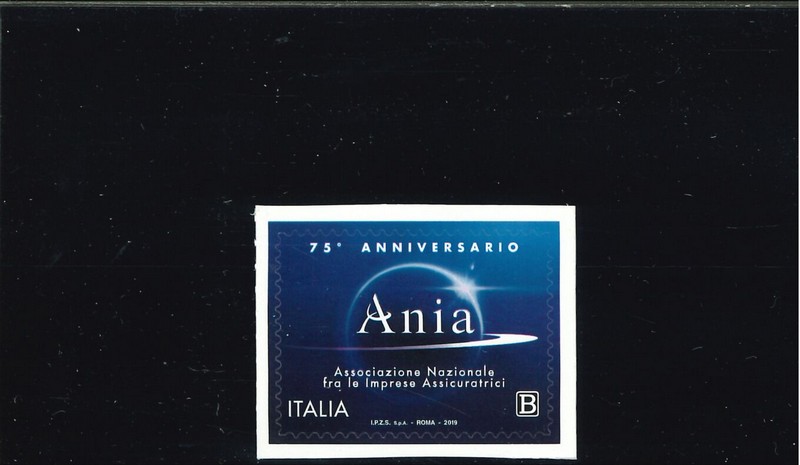 75° ANNIVERSARIO
Ania
Associazione Nazionale
fra le Imprese Assicuratrici
ITALIA B
I.P.Z.S. S.p.A. - ROMA - 2019